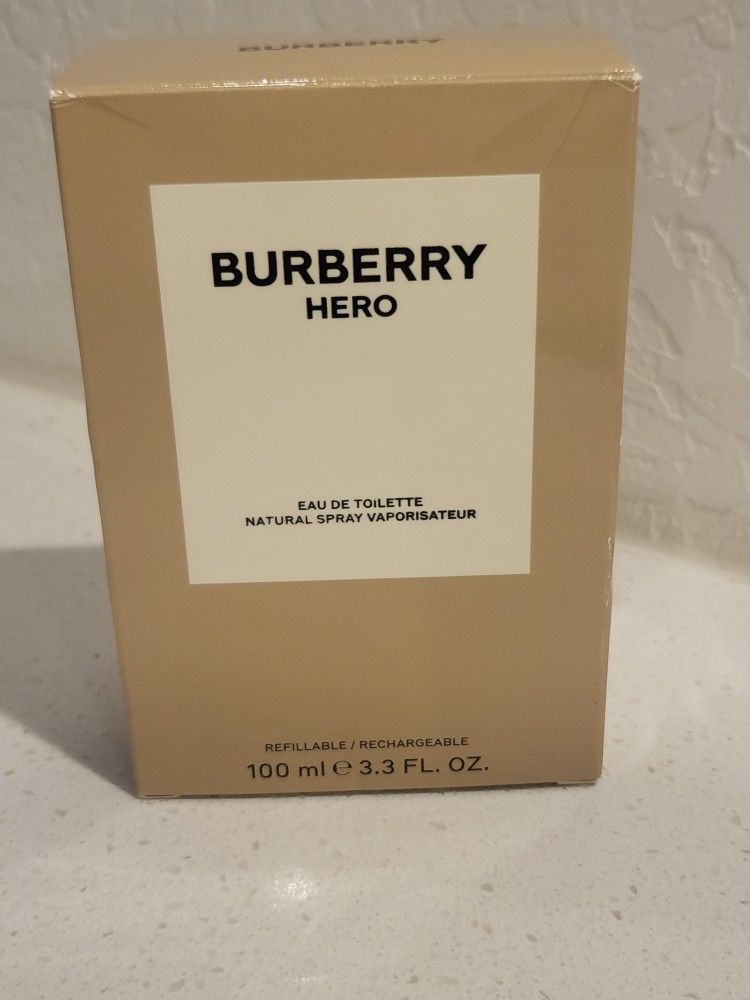 BURBERRY
BURBERRY
HERO
EAU DE TOILETTE
NATURAL SPRAY VAPORISATEUR
REFILLABLE / RECHARGEABLE
100 ml ℮ 3.3 FL. OZ.